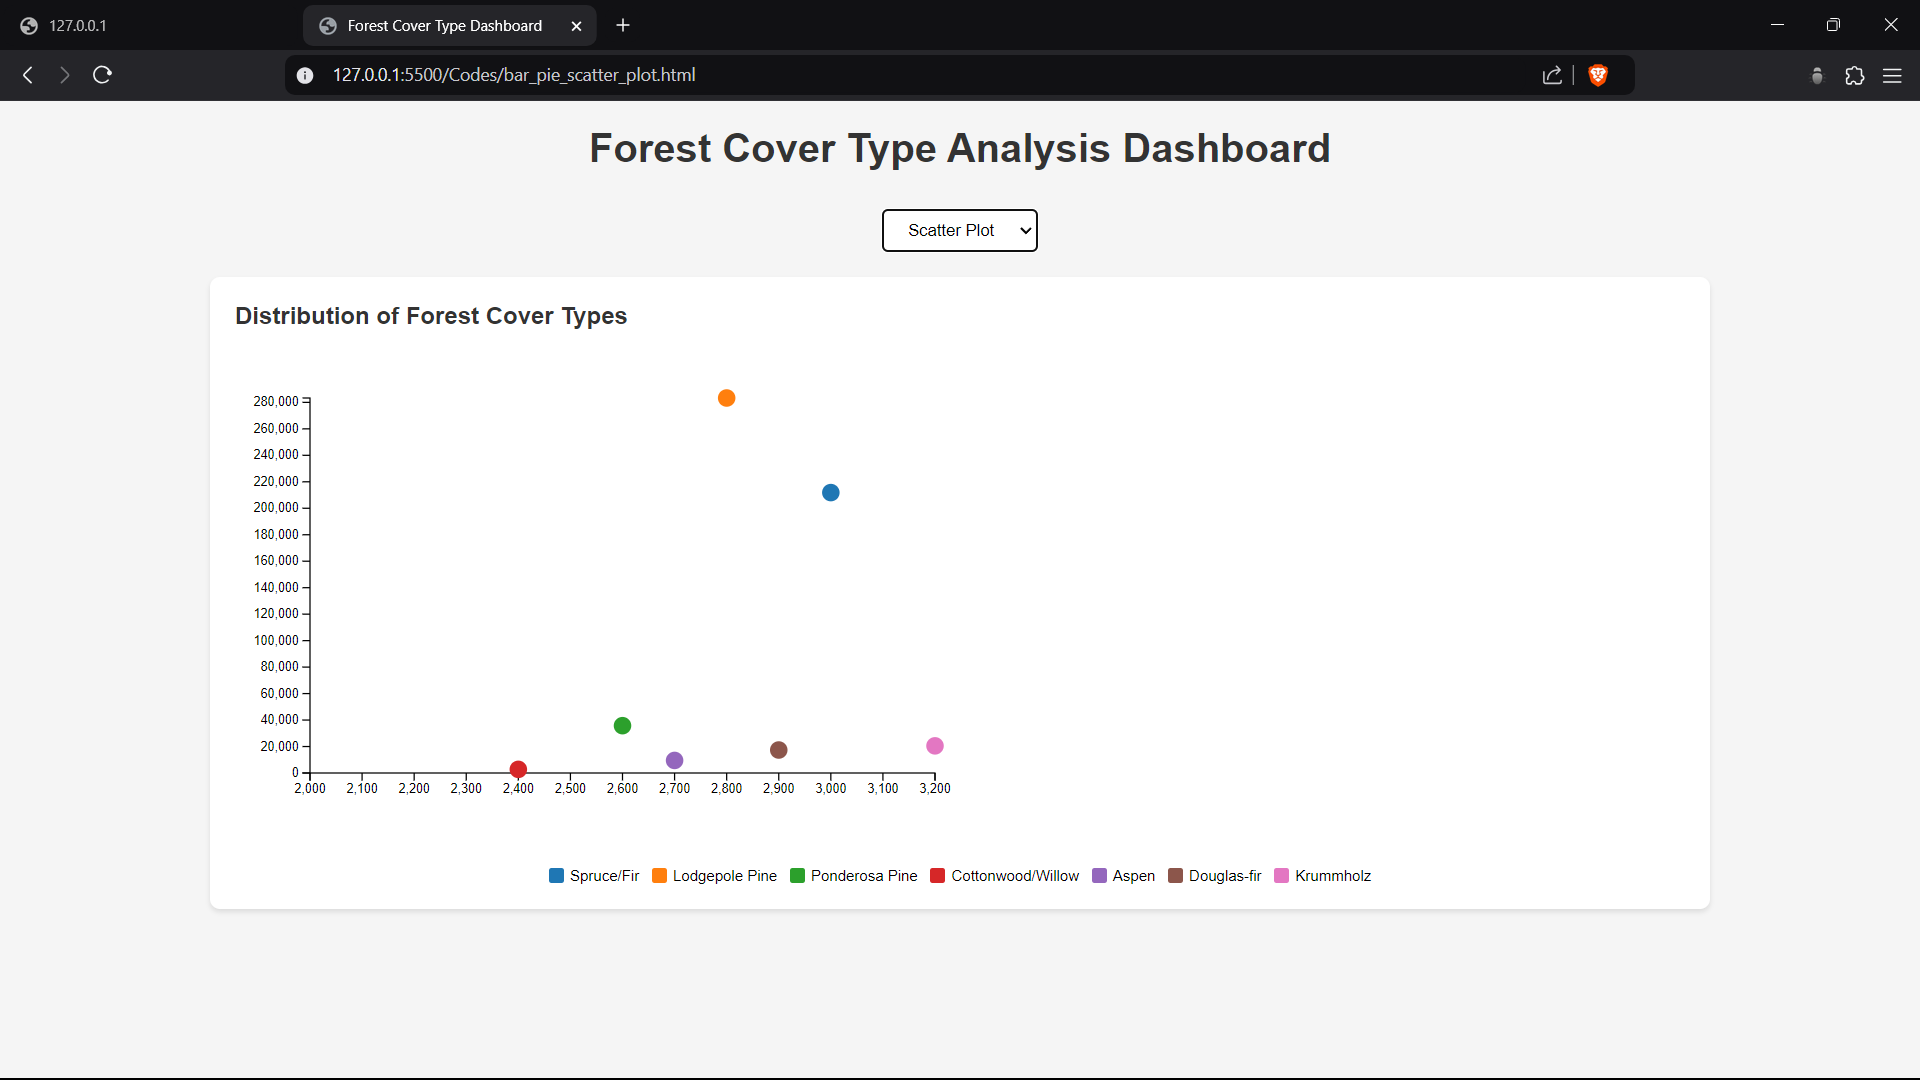 127.0.0.1
Forest Cover Type Dashboard
127.0.0.1:5500/Codes/bar_pie_scatter_plot.html
Forest Cover Type Analysis Dashboard
Scatter Plot
Distribution of Forest Cover Types
280,000
260,000
240,000
220,000
200,000
180,000
160,000
140,000
120,000
100,000
80,000
60,000
40,000
20,000
0
2,000 2,100 2,200 2,300 2,400 2,500 2,600 2,700 2,800 2,900 3,000 3,100 3,200
Spruce/Fir Lodgepole Pine Ponderosa Pine Cottonwood/Willow Aspen Douglas-fir Krummholz